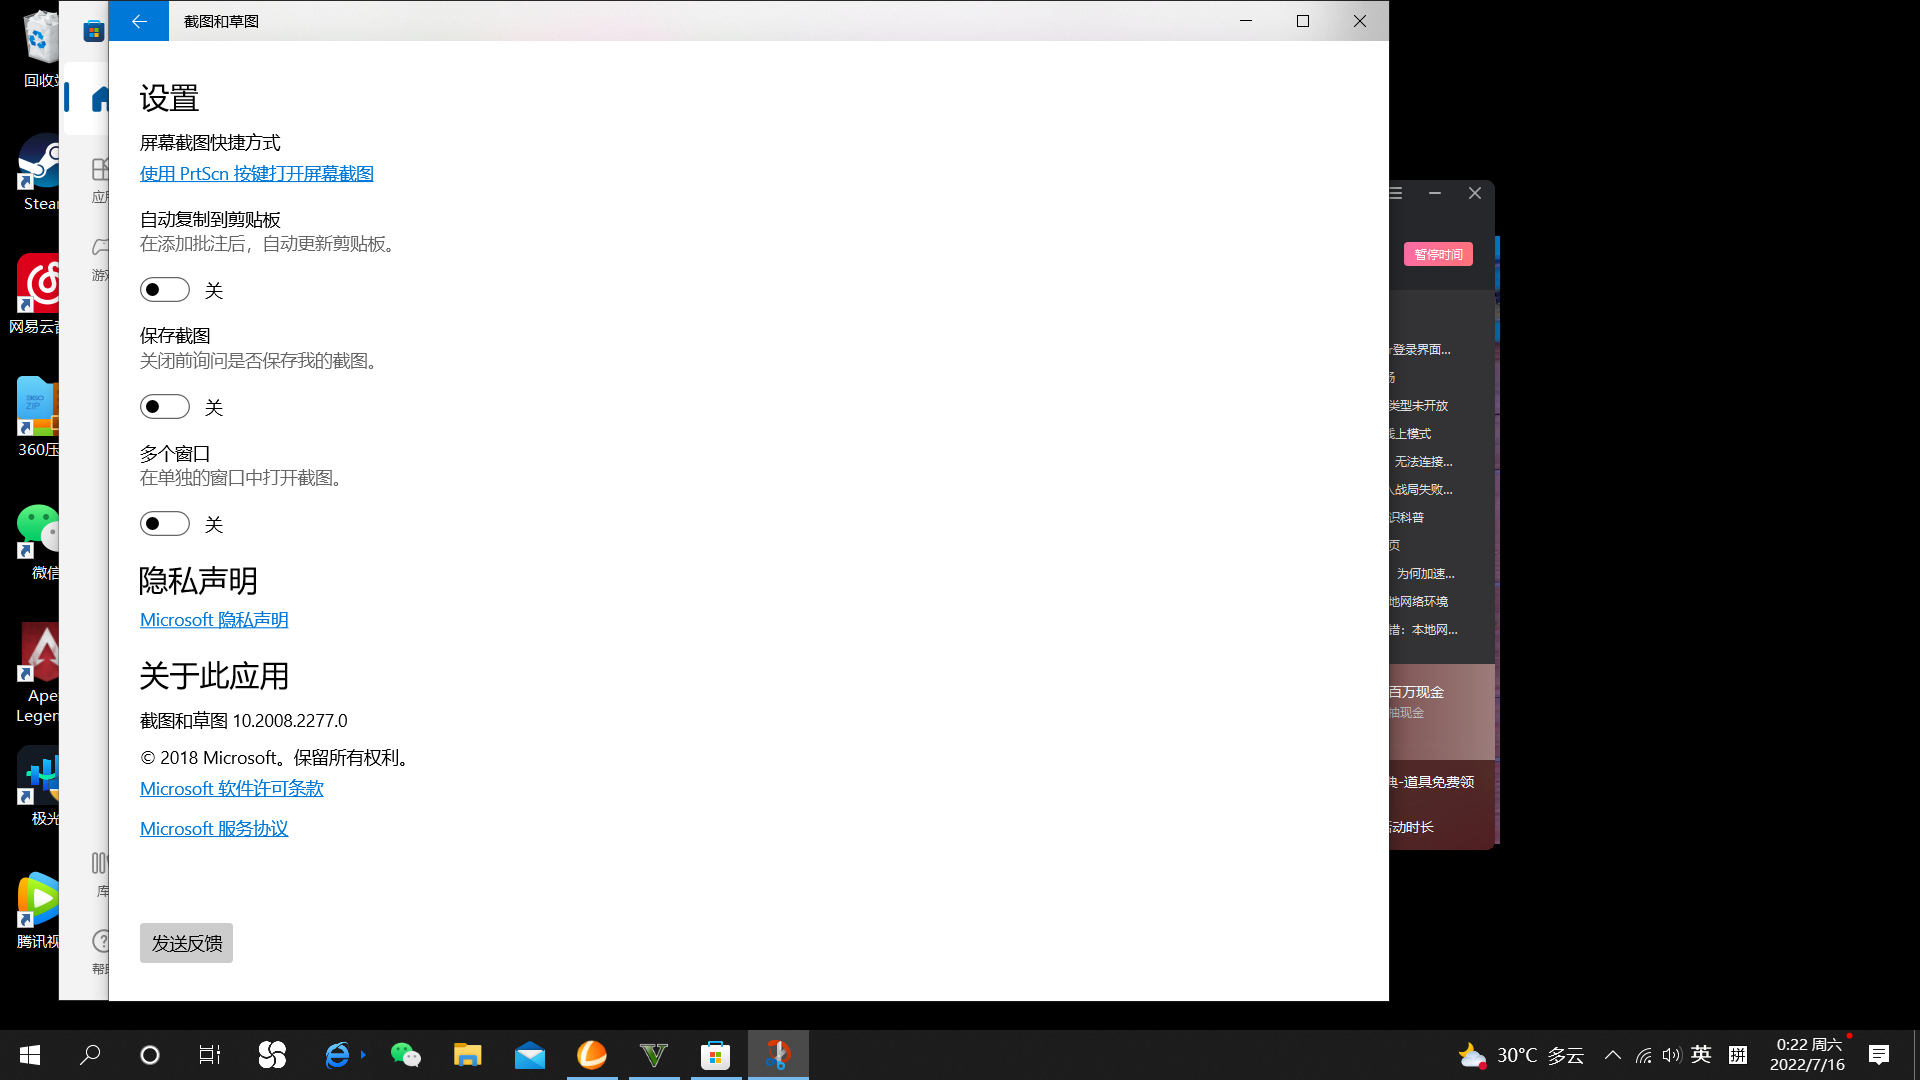 截图和草图
设置
屏幕截图快捷方式
使用 PrtScn 按键打开屏幕截图
自动复制到剪贴板
在添加批注后，自动更新剪贴板。
关
保存截图
关闭前询问是否保存我的截图。
关
多个窗口
在单独的窗口中打开截图。
关
隐私声明
Microsoft 隐私声明
关于此应用
截图和草图 10.2008.2277.0
© 2018 Microsoft。保留所有权利。
Microsoft 软件许可条款
Microsoft 服务协议
发送反馈
回收
Stea
网易云
360压
360
ZIP
微信
Ape
Legen
极光
腾讯视
库
暂停时间
登录界面...
类型未开放
上模式
无法连接...
战局失败...
识科普
页
为何加速...
地网络环境
错：本地网...
百万现金
抽现金
典-道具免费领
动时长
30°C 多云
英
拼
0:22 周六
2022/7/16